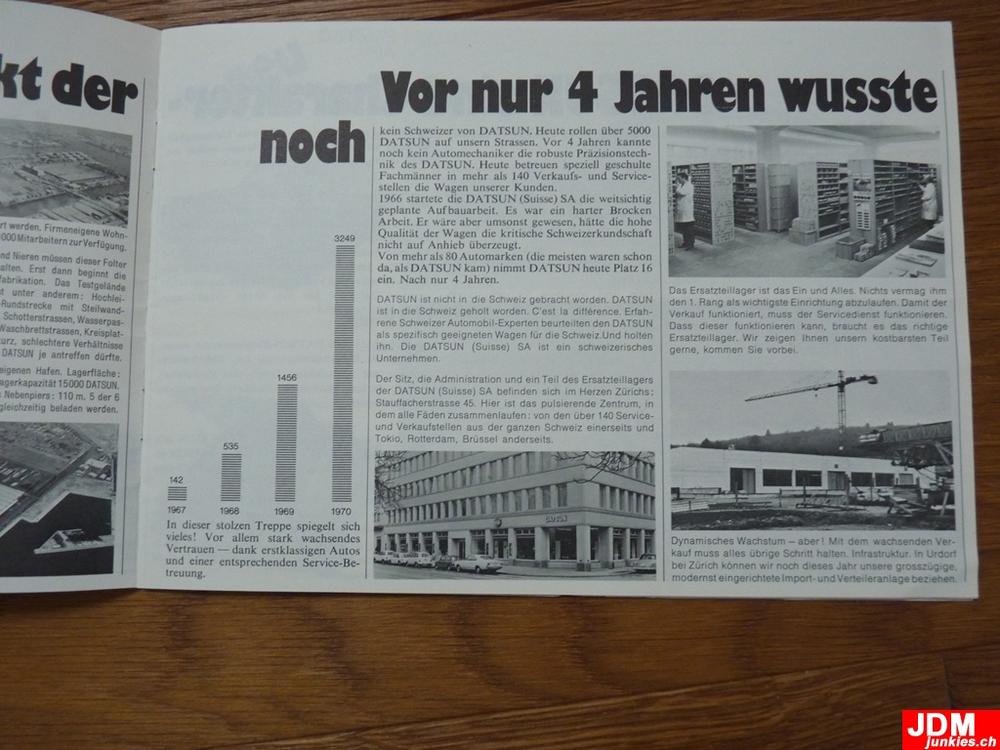 kt der
rt werden. Firmeneigene Wohn-
000 Mitarbeitern zur Verfügung.
nd Nieren müssen dieser Folter
alten. Erst dann beginnt die
fabrikation. Das Testgelände
st unter anderem: Hochlei-
-Rundstrecke mit Steilwand-
Schotterstrassen, Wasserpas-
Waschbrettstrassen, Kreisplat-
urz, schlechtere Verhältnisse
DATSUN je antreffen dürfte.
eigenen Hafen. Lagerfläche:
agerkapazität 15000 DATSUN.
Nebenpiers: 110 m. 5 der 6
gleichzeitig beladen werden.
Vor nur 4 Jahren wusste
noch
3249
1456
535
142
1967 1968 1969 1970
In dieser stolzen Treppe spiegelt sich
vieles! Vor allem stark wachsendes
Vertrauen — dank erstklassigen Autos
und einer entsprechenden Service-Be-
treuung.
kein Schweizer von DATSUN. Heute rollen über 5000
DATSUN auf unsern Strassen. Vor 4 Jahren kannte
noch kein Automechaniker die robuste Präzisionstech-
nik des DATSUN. Heute betreuen speziell geschulte
Fachmänner in mehr als 140 Verkaufs- und Service-
stellen die Wagen unserer Kunden.
1966 startete die DATSUN (Suisse) SA die weitsichtig
geplante Aufbauarbeit. Es war ein harter Brocken
Arbeit. Er wäre aber umsonst gewesen, hätte die hohe
Qualität der Wagen die kritische Schweizerkundschaft
nicht auf Anhieb überzeugt.
Von mehr als 80 Automarken (die meisten waren schon
da, als DATSUN kam) nimmt DATSUN heute Platz 16
ein. Nach nur 4 Jahren.
DATSUN ist nicht in die Schweiz gebracht worden. DATSUN
ist in die Schweiz geholt worden. C'est la différence. Erfah-
rene Schweizer Automobil-Experten beurteilten den DATSUN
als spezifisch geeigneten Wagen für die Schweiz.Und holten
ihn. Die DATSUN (Suisse) SA ist ein schweizerisches
Unternehmen.
Der Sitz, die Administration und ein Teil des Ersatzteillagers
der DATSUN (Suisse) SA befinden sich im Herzen Zürichs:
Stauffacherstrasse 45. Hier ist das pulsierende Zentrum, in
dem alle Fäden zusammenlaufen: von den über 140 Service-
und Verkaufstellen aus der ganzen Schweiz einerseits und
Tokio, Rotterdam, Brüssel anderseits.
DATSUN
Das Ersatzteillager ist das Ein und Alles. Nichts vermag ihm
den 1. Rang als wichtigste Einrichtung abzulaufen. Damit der
Verkauf funktioniert, muss der Servicedienst funktionieren.
Dass dieser funktionieren kann, braucht es das richtige
Ersatzteillager. Wir zeigen Ihnen unsern kostbarsten Teil
gerne, kommen Sie vorbei.
Dynamisches Wachstum — aber! Mit dem wachsenden Ver-
kauf muss alles übrige Schritt halten. Infrastruktur. In Urdorf
bei Zürich können wir noch dieses Jahr unsere grosszügige,
modernst eingerichtete Import- und Verteileranlage beziehen.
JDM
junkies.ch